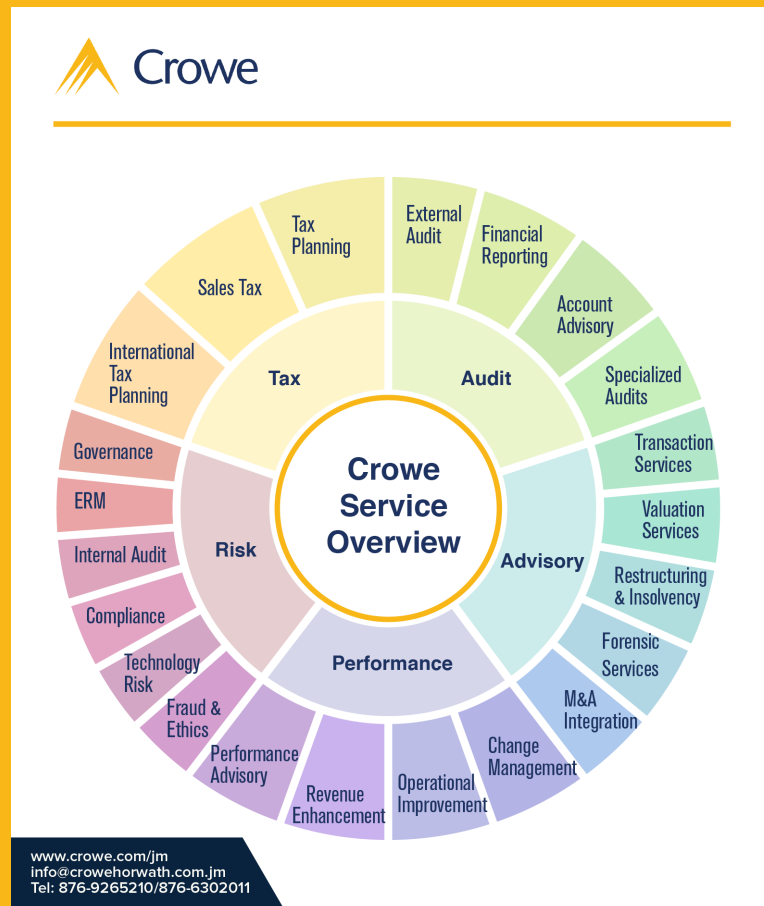 Crowe
Tax
Planning
External
Audit
Financial
Reporting
Sales Tax
Account
Advisory
International
Tax
Planning
Specialized
Audits
Tax
Audit
Governance
Transaction
Services
Crowe
Service
Overview
ERM
Valuation
Services
Internal Audit
Risk
Advisory
Restructuring
& Insolvency
Compliance
Forensic
Services
Technology
Risk
Performance
M&A
Integration
Fraud &
Ethics
Performance
Advisory
Change
Management
Revenue
Enhancement
Operational
Improvement
www.crowe.com/jm
info@crowehorwath.com.jm
Tel: 876-9265210/876-6302011